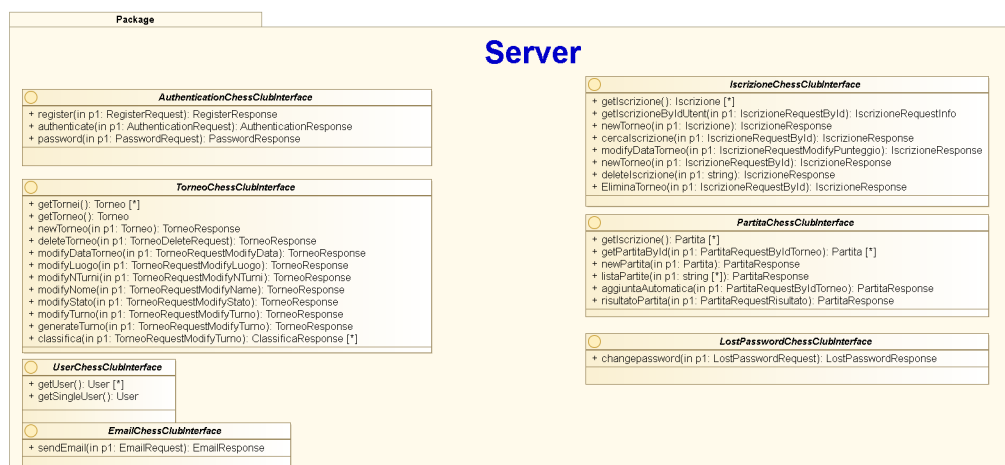 Package
Server
AuthenticationChessClubInterface
+ register(in p1: RegisterRequest): RegisterResponse
+ authenticate(in p1: AuthenticationRequest): AuthenticationResponse
+ password(in p1: PasswordRequest): PasswordResponse
TorneoChessClubInterface
+ getTornei(): Torneo [*]
+ getTorneo(): Torneo
+ newTorneo(in p1: Torneo): TorneoResponse
+ deleteTorneo(in p1: TorneoDeleteRequest): TorneoResponse
+ modifyDataTorneo(in p1: TorneoRequestModifyData): TorneoResponse
+ modifyLuogo(in p1: TorneoRequestModifyLuogo): TorneoResponse
+ modifyNTurni(in p1: TorneoRequestModifyNTurni): TorneoResponse
+ modifyNome(in p1: TorneoRequestModifyName): TorneoResponse
+ modifyStato(in p1: TorneoRequestModifyStato): TorneoResponse
+ modifyTurno(in p1: TorneoRequestModifyTurno): TorneoResponse
+ generateTurno(in p1: TorneoRequestModifyTurno): TorneoResponse
+ classifica(in p1: TorneoRequestModifyTurno): ClassificaResponse [*]
UserChessClubInterface
+ getUser(): User [*]
+ getSingleUser(): User
EmailChessClubInterface
+ sendEmail(in p1: EmailRequest): EmailResponse
IscrizioneChessClubInterface
+ getIscrizione(): Iscrizione [*]
+ getIscrizioneByIdUtent(in p1: IscrizioneRequestById): IscrizioneRequestInfo
+ newTorneo(in p1: Iscrizione): IscrizioneResponse
+ cercaIscrizione(in p1: IscrizioneRequestById): IscrizioneResponse
+ modifyDataTorneo(in p1: IscrizioneRequestModifyPunteggio): IscrizioneResponse
+ newTorneo(in p1: IscrizioneRequestById): IscrizioneResponse
+ deleteIscrizione(in p1: string): IscrizioneResponse
+ EliminaTorneo(in p1: IscrizioneRequestById): IscrizioneResponse
PartitaChessClubInterface
+ getIscrizione(): Partita [*]
+ getPartitaById(in p1: PartitaRequestByIdTorneo): Partita [*]
+ newPartita(in p1: Partita): PartitaResponse
+ listaPartite(in p1: string [*]): PartitaResponse
+ aggiuntaAutomatica(in p1: PartitaRequestByIdTorneo): PartitaResponse
+ risultatoPartita(in p1: PartitaRequestRisultato): PartitaResponse
LostPasswordChessClubInterface
+ changepassword(in p1: LostPasswordRequest): LostPasswordResponse